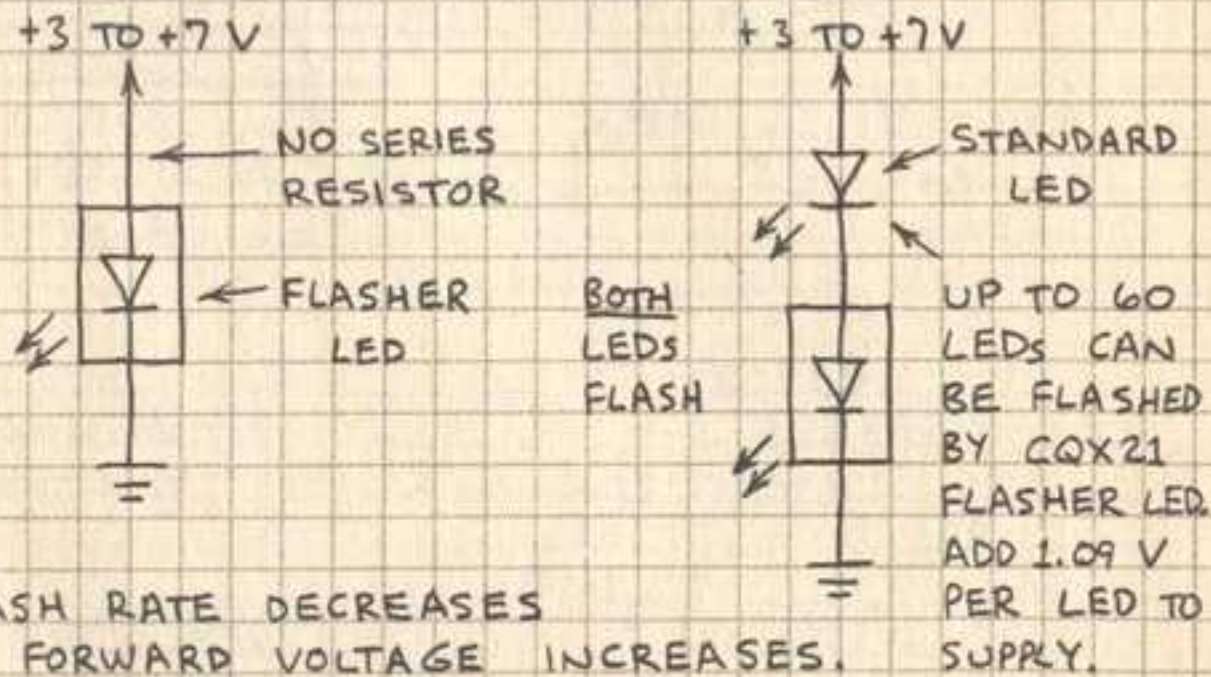 +3 TO +7 V
NO SERIES
RESISTOR
FLASHER
LED
+3 TO +7V
STANDARD
LED
BOTH
LEDS
FLASH
UP TO 60
LEDS CAN
BE FLASHED
BY CQX21
FLASHER LED.
ADD 1.09 V
PER LED TO
SUPPLY.
ASH RATE DECREASES
FORWARD VOLTAGE INCREASES.